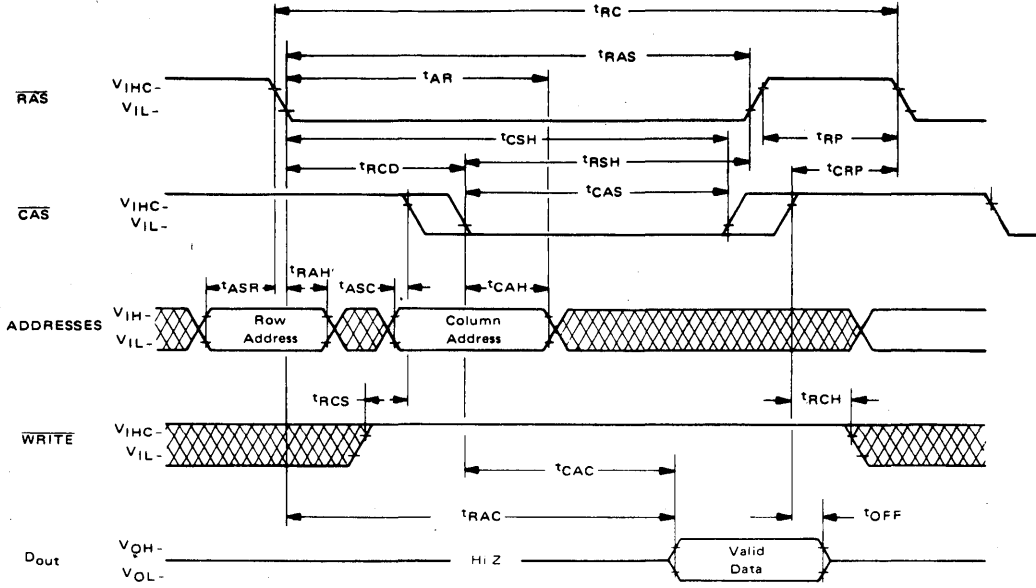 tRC
tRAS
tAR
RAS
VIHC-
VIL-
tCSH
tRP
tRCD
tRSH
tCRP
tCAS
CAS
VIHC-
VIL-
tASR
tRAH
tASC
tCAH
ADDRESSES
VIH-
VIL-
Row
Address
Column
Address
tRCS
tRCH
WRITE
VIHC-
VIL-
tCAC
tRAC
tOFF
Dout
VOH-
VOL-
Hi Z
Valid
Data